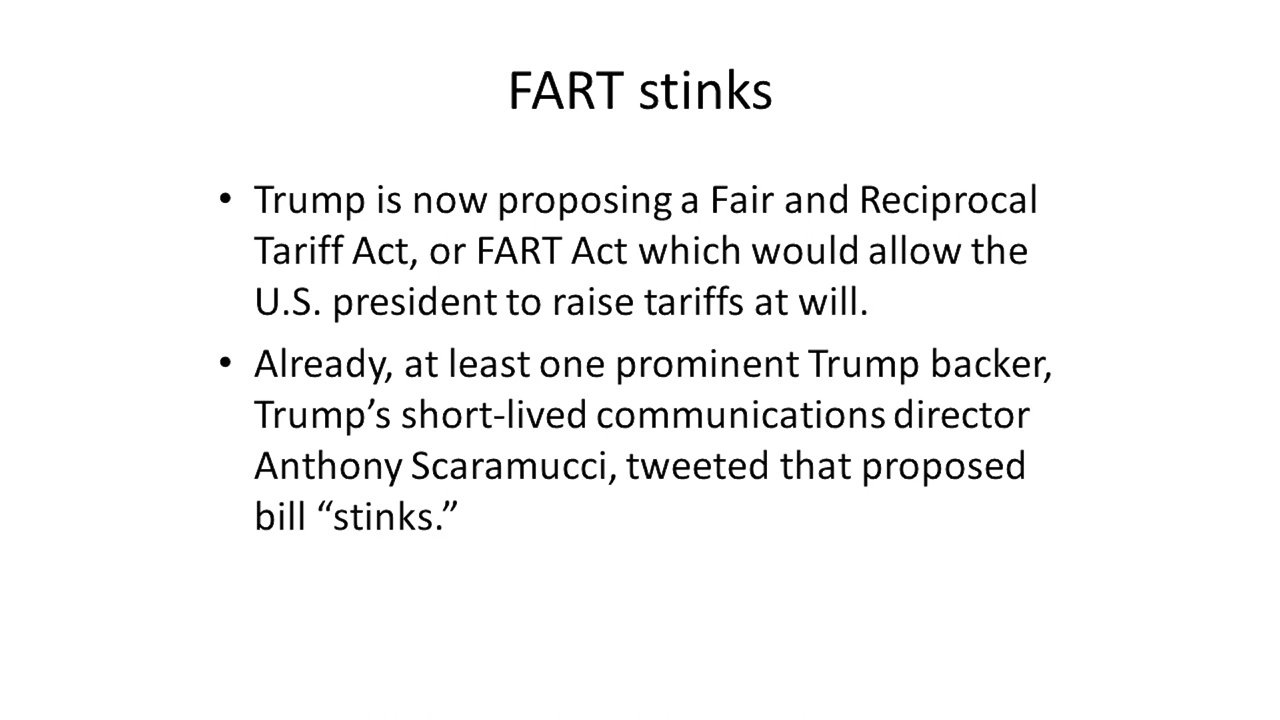 FART stinks
• Trump is now proposing a Fair and Reciprocal
Tariff Act, or FART Act which would allow the
U.S. president to raise tariffs at will.
• Already, at least one prominent Trump backer,
Trump’s short-lived communications director
Anthony Scaramucci, tweeted that proposed
bill “stinks.”